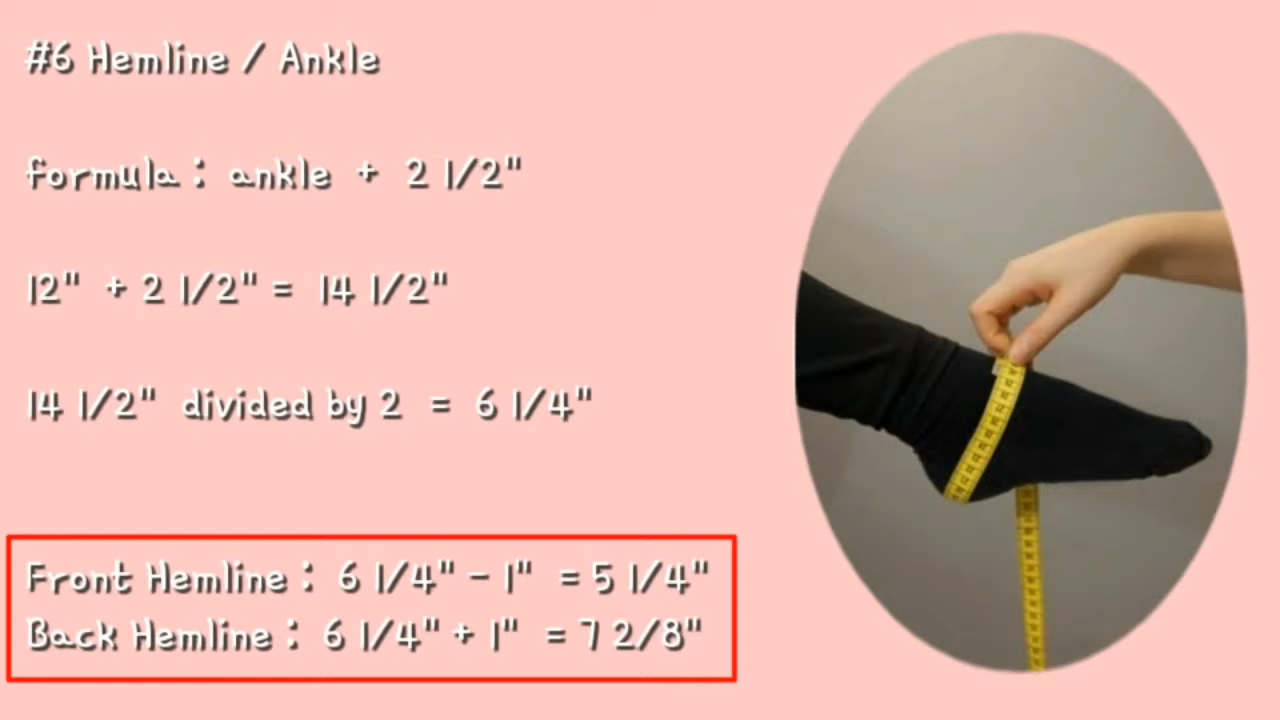 #6 Hemline / Ankle
formula : ankle + 2 1/2"
12" + 2 1/2" = 14 1/2"
14 1/2" divided by 2 = 6 1/4"
Front Hemline : 6 1/4" - 1" = 5 1/4"
Back Hemline : 6 1/4" + 1" = 7 2/8"